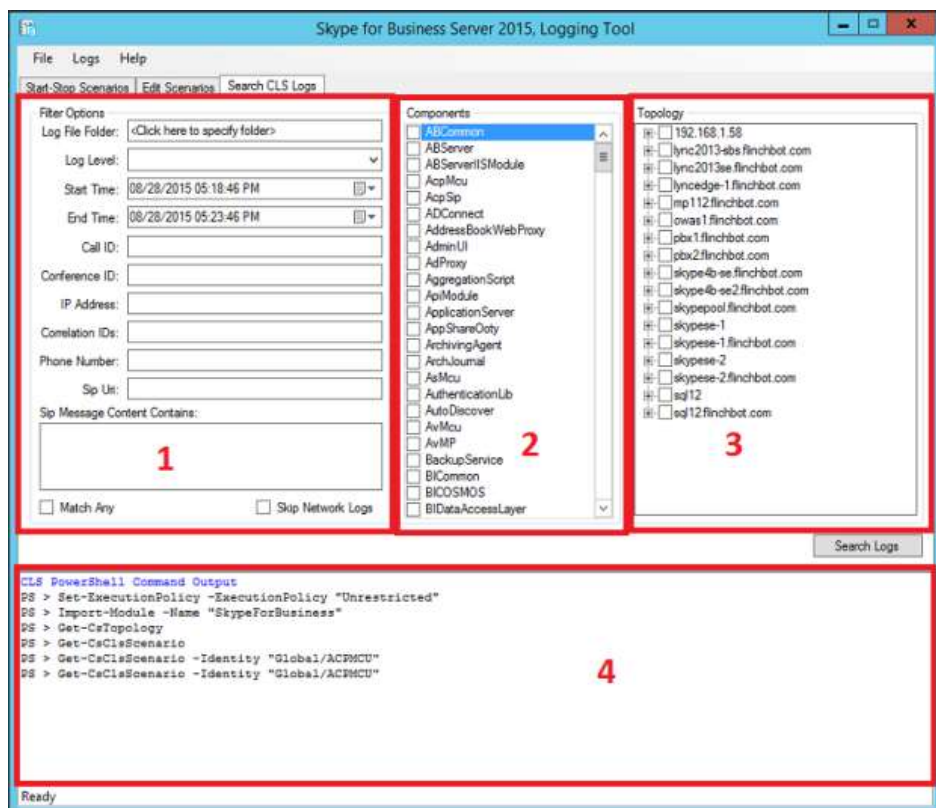 Skype for Business Server 2015, Logging Tool
File Logs Help
Start-Stop Scenarios Edit Scenarios Search CLS Logs
Filter Options
Log File Folder: <Click here to specify folder>
Log Level:
Start Time: 08/28/2015 05:18:46 PM
End Time: 08/28/2015 05:23:46 PM
Call ID:
Conference ID:
IP Address:
Correlation IDs:
Phone Number:
Sip Uri:
Sip Message Content Contains:
1
Match Any Skip Network Logs
Components
ABCommon
ABServer
ABServerIISModule
AcpMcu
AcpSip
ADConnect
AddressBookWebProxy
AdminUI
AdProxy
AggregationScript
ApiModule
ApplicationServer
AppShareOoty
ArchivingAgent
ArchJournal
AsMcu
AuthenticationLib
AutoDiscover
AvMcu
AvMP
BackupService
BICommon
BICOSMOS
BIDataAccessLayer
2
Topology
192.168.1.58
lync2013-sbs.flinchbot.com
lync2013se.flinchbot.com
lyncedge-1.flinchbot.com
mp112.flinchbot.com
owas1.flinchbot.com
pbx1.flinchbot.com
pbx2.flinchbot.com
skype4b-se.flinchbot.com
skype4b-se2.flinchbot.com
skypepool.flinchbot.com
skypese-1
skypese-1.flinchbot.com
skypese-2
skypese-2.flinchbot.com
sql12
sql12.flinchbot.com
3
Search Logs
CLS PowerShell Command Output
PS > Set-ExecutionPolicy -ExecutionPolicy "Unrestricted"
PS > Import-Module -Name "SkypeForBusiness"
PS > Get-CsTopology
PS > Get-CsClsScenario
PS > Get-CsClsScenario -Identity "Global/ACPMCU"
PS > Get-CsClsScenario -Identity "Global/ACPMCU"
4
Ready